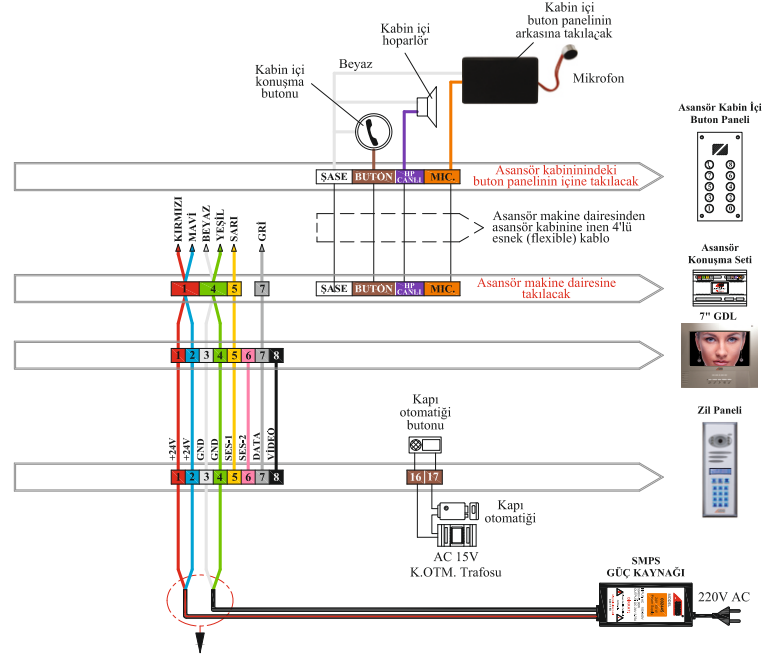 Kabin içi
buton panelinin
arkasına takılacak
Kabin içi
hoparlör
Beyaz
Kabin içi
konuşma
butonu
Mikrofon
Asansör Kabin İçi
Buton Paneli
ŞASE BUTON HP CANLI MIC.
Asansör kabininindeki
buton panelinin içine takılacak
KIRMIZI
MAVİ
BEYAZ
YEŞİL
SARI
GRİ
Asansör makine dairesinden
asansör kabinine inen 4'lü
esnek (flexible) kablo
Asansör
Konuşma Seti
1 4 5 7
ŞASE BUTON HP CANLI MIC.
Asansör makine dairesine
takılacak
7" GDL
1 2 3 4 5 6 7 8
Kapı
otomatiği
butonu
Zil Paneli
+24V
+24V
GND
GND
SES-1
SES-2
DATA
VİDEO
1 2 3 4 5 6 7 8
16 17
Kapı
otomatiği
AC 15V
K.OTM. Trafosu
SMPS
GÜÇ KAYNAĞI
220V AC